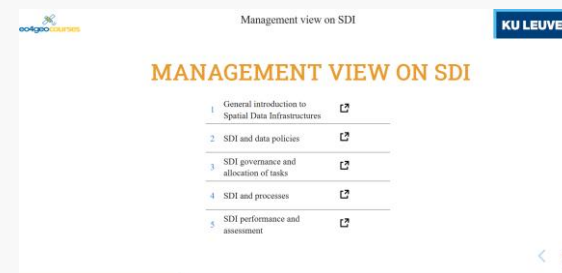 eo4geocourses
Management view on SDI
KU LEUVE
MANAGEMENT VIEW ON SDI
1 General introduction to
Spatial Data Infrastructures
2 SDI and data policies
3 SDI governance and
allocation of tasks
4 SDI and processes
5 SDI performance and
assessment